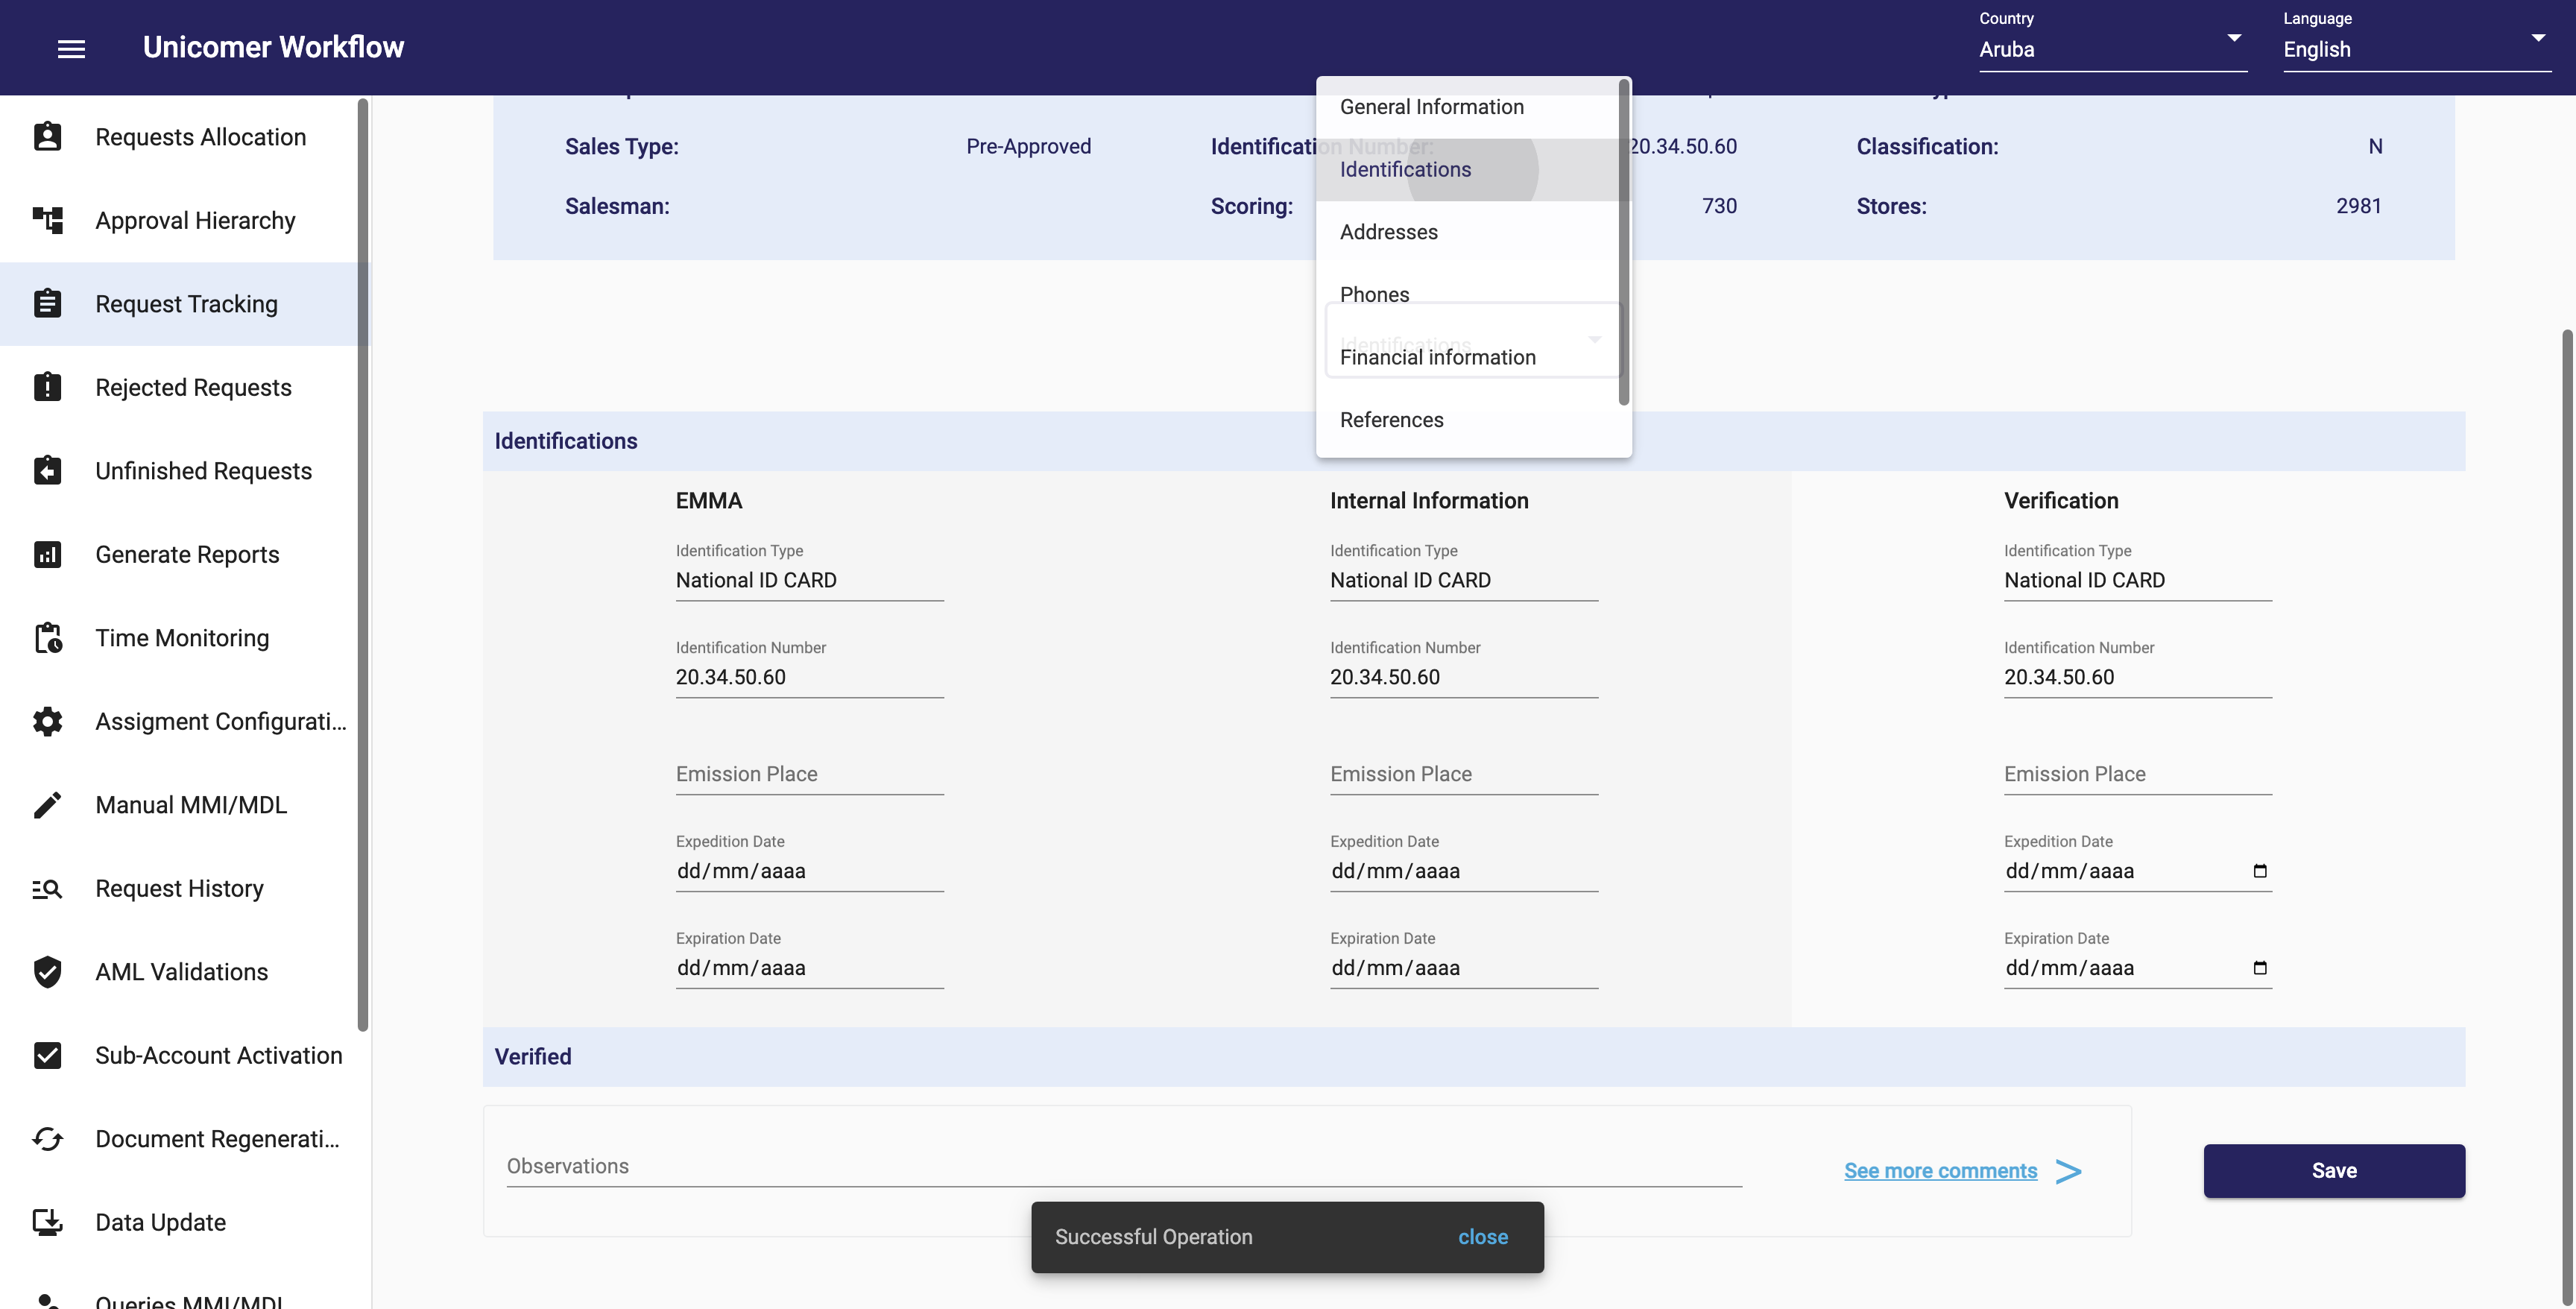 Unicomer Workflow
Country
Aruba
Language
English
Requests Allocation
Approval Hierarchy
Request Tracking
Rejected Requests
Unfinished Requests
Generate Reports
Time Monitoring
Assigment Configurati...
Manual MMI/MDL
Request History
AML Validations
Sub-Account Activation
Document Regenerati...
Data Update
Queries MMI/MDL
Sales Type: Pre-Approved Identification Number: 20.34.50.60 Classification: N
Salesman: Scoring: 730 Stores: 2981
General Information
Identifications
Addresses
Phones
Identifications
Financial information
References
Identifications
EMMA Internal Information Verification
Identification Type Identification Type Identification Type
National ID CARD National ID CARD National ID CARD
Identification Number Identification Number Identification Number
20.34.50.60 20.34.50.60 20.34.50.60
Emission Place Emission Place Emission Place
Expedition Date Expedition Date Expedition Date
dd/mm/aaaa dd/mm/aaaa dd/mm/aaaa
Expiration Date Expiration Date Expiration Date
dd/mm/aaaa dd/mm/aaaa dd/mm/aaaa
Verified
Observations
See more comments >
Save
Successful Operation close